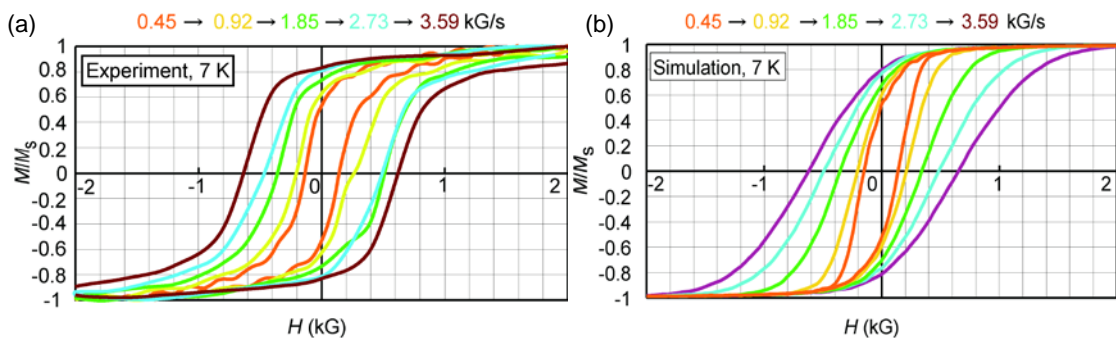 (a)
0.45 → 0.92 → 1.85 → 2.73 → 3.59 kG/s
Experiment, 7 K
M/Ms
1
0.8
0.6
0.4
0.2
0
-0.2
-0.4
-0.6
-0.8
-1
-2 -1 0 1 2
H (kG)
(b)
0.45 → 0.92 → 1.85 → 2.73 → 3.59 kG/s
Simulation, 7 K
M/Ms
1
0.8
0.6
0.4
0.2
0
-0.2
-0.4
-0.6
-0.8
-1
-2 -1 0 1 2
H (kG)